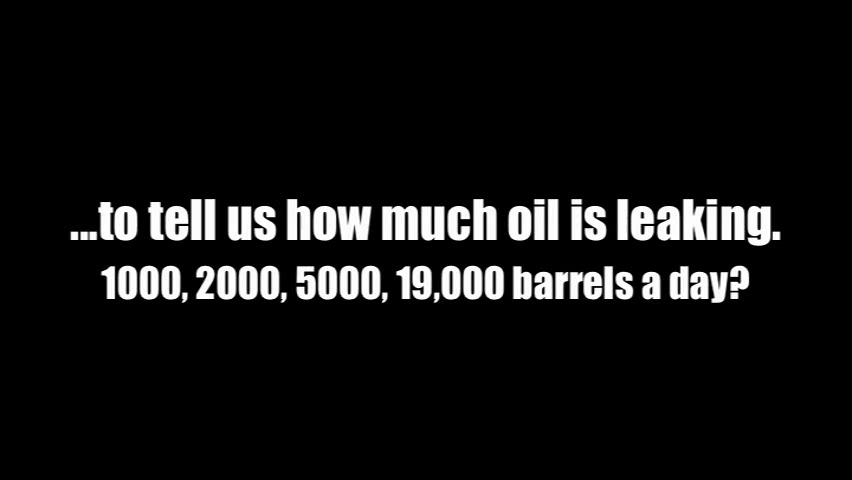 ...to tell us how much oil is leaking.
1000, 2000, 5000, 19,000 barrels a day?